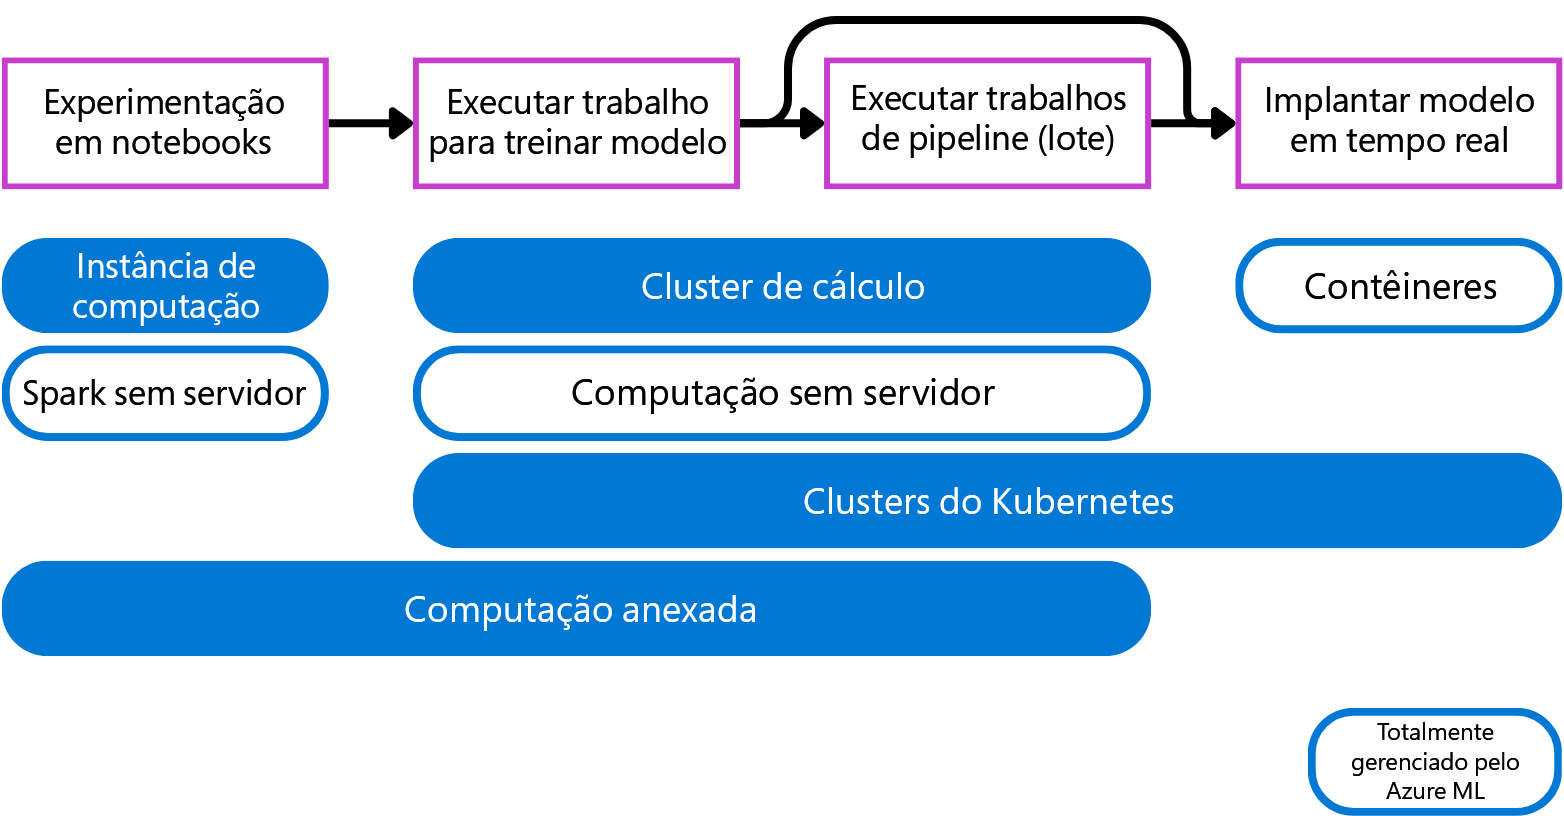 Experimentação
em notebooks
Executar trabalho
para treinar modelo
Executar trabalhos
de pipeline (lote)
Implantar modelo
em tempo real
Instância de
computação
Cluster de cálculo
Contêineres
Spark sem servidor
Computação sem servidor
Clusters do Kubernetes
Computação anexada
Totalmente
gerenciado pelo
Azure ML